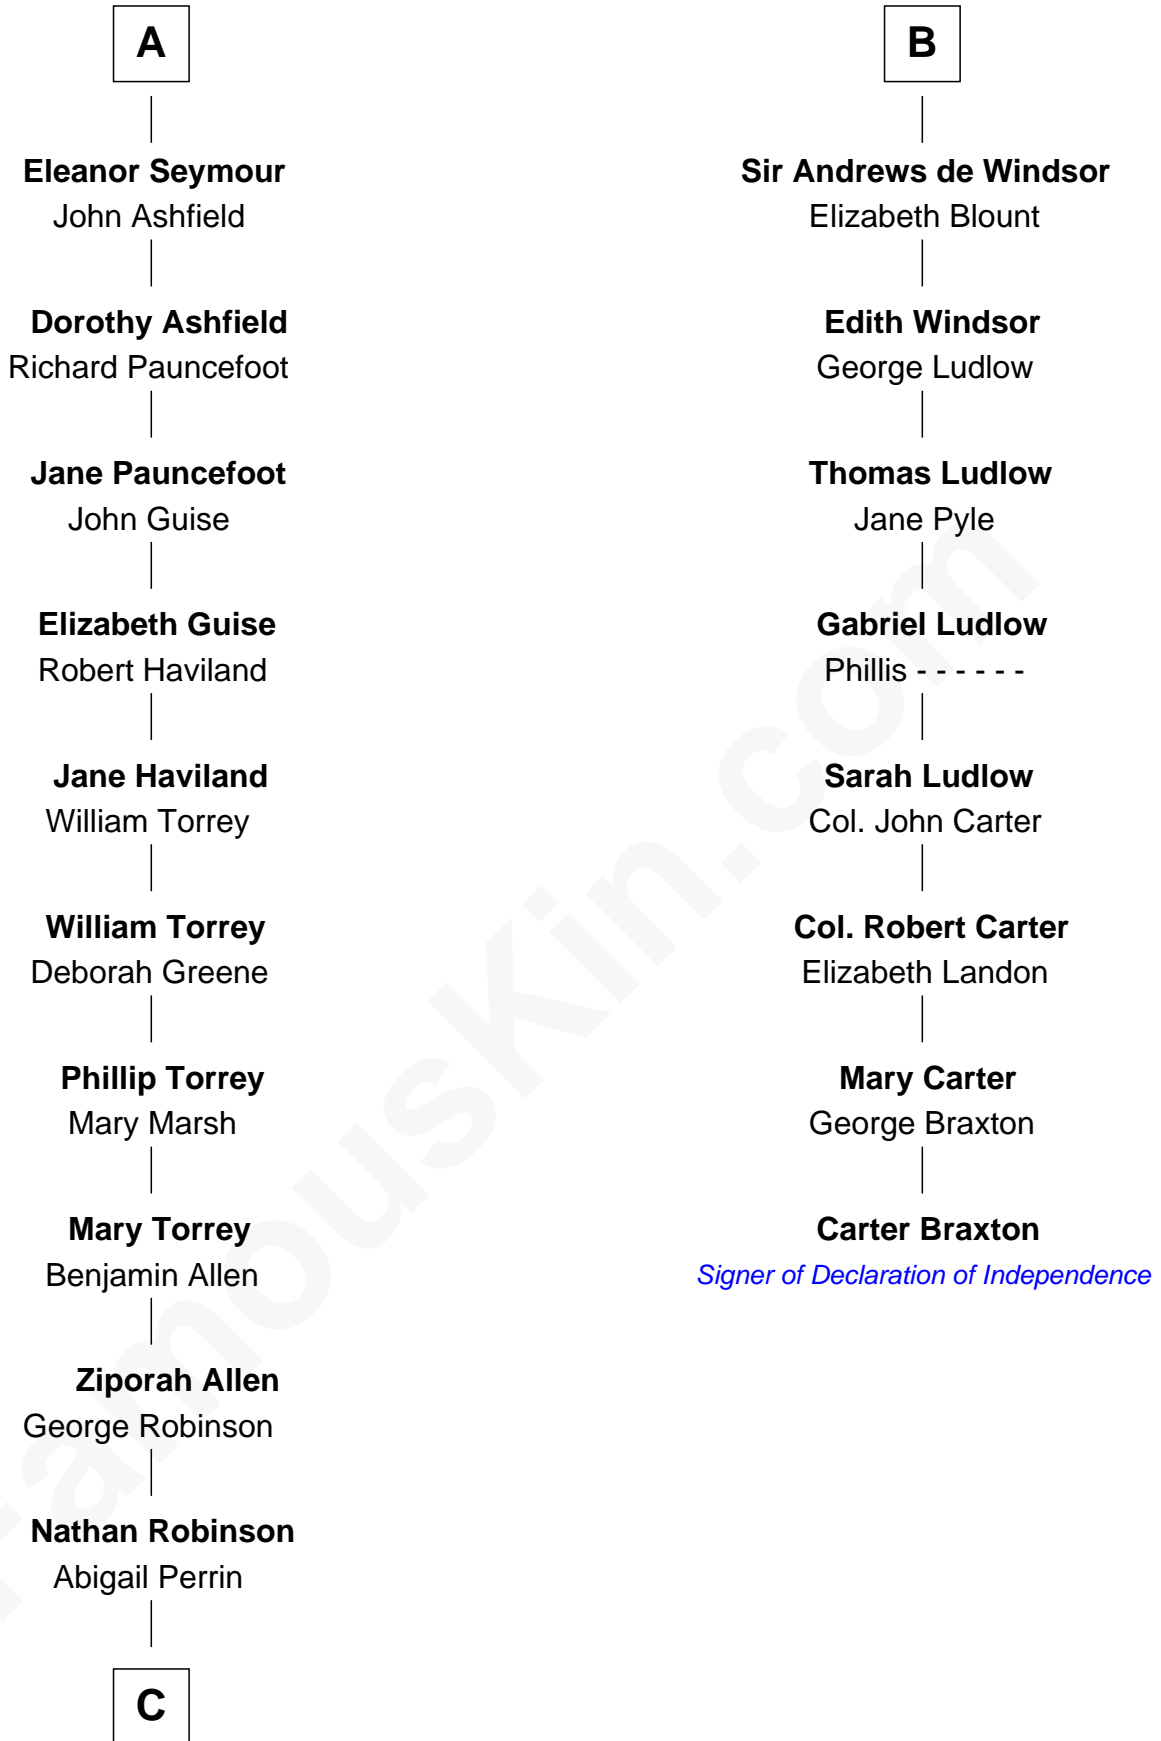 A
Eleanor Seymour
John Ashfield
Dorothy Ashfield
Richard Pauncefoot
Jane Pauncefoot
John Guise
Elizabeth Guise
Robert Haviland
Jane Haviland
William Torrey
William Torrey
Deborah Greene
Phillip Torrey
Mary Marsh
Mary Torrey
Benjamin Allen
Ziporah Allen
George Robinson
Nathan Robinson
Abigail Perrin
C
B
Sir Andrews de Windsor
Elizabeth Blount
Edith Windsor
George Ludlow
Thomas Ludlow
Jane Pyle
Gabriel Ludlow
Phillis - - - - - -
Sarah Ludlow
Col. John Carter
Col. Robert Carter
Elizabeth Landon
Mary Carter
George Braxton
Carter Braxton
Signer of Declaration of Independence
FamousKin.com